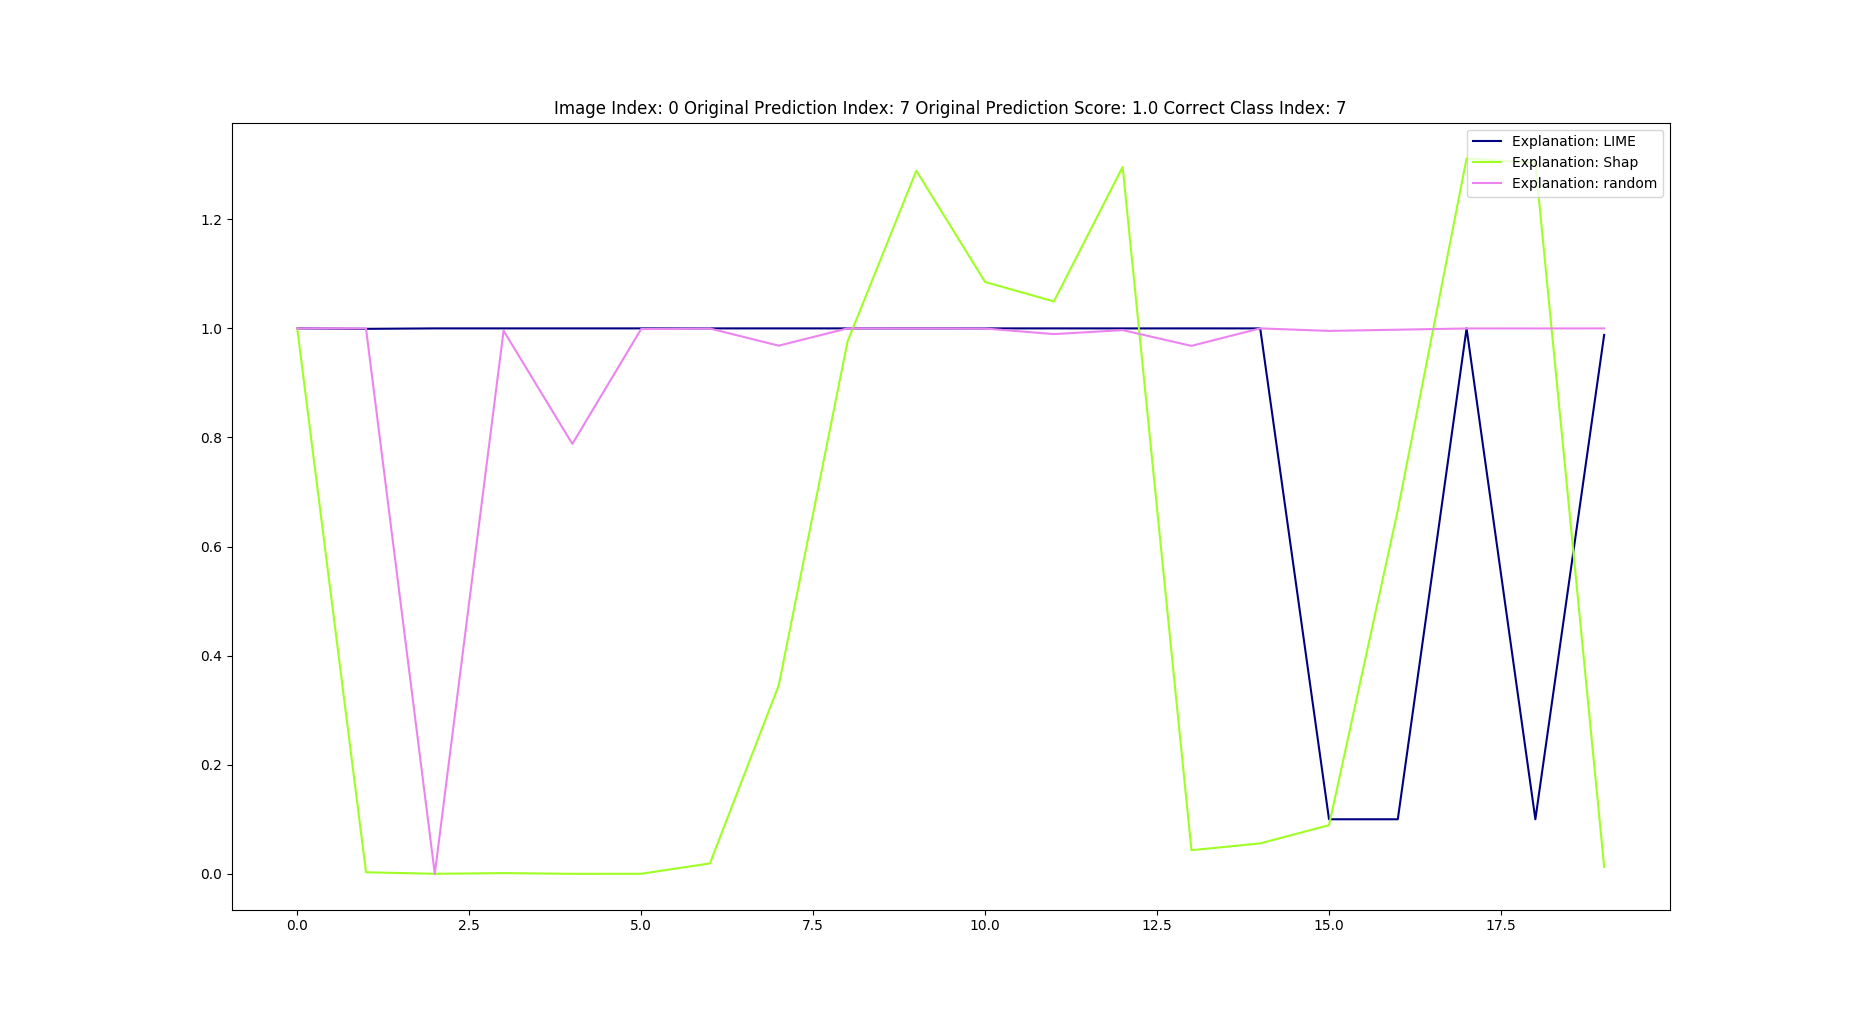 Image Index: 0 Original Prediction Index: 7 Original Prediction Score: 1.0 Correct Class Index: 7
Explanation: LIME
Explanation: Shap
Explanation: random
1.2
1.0
0.8
0.6
0.4
0.2
0.0
0.0 2.5 5.0 7.5 10.0 12.5 15.0 17.5